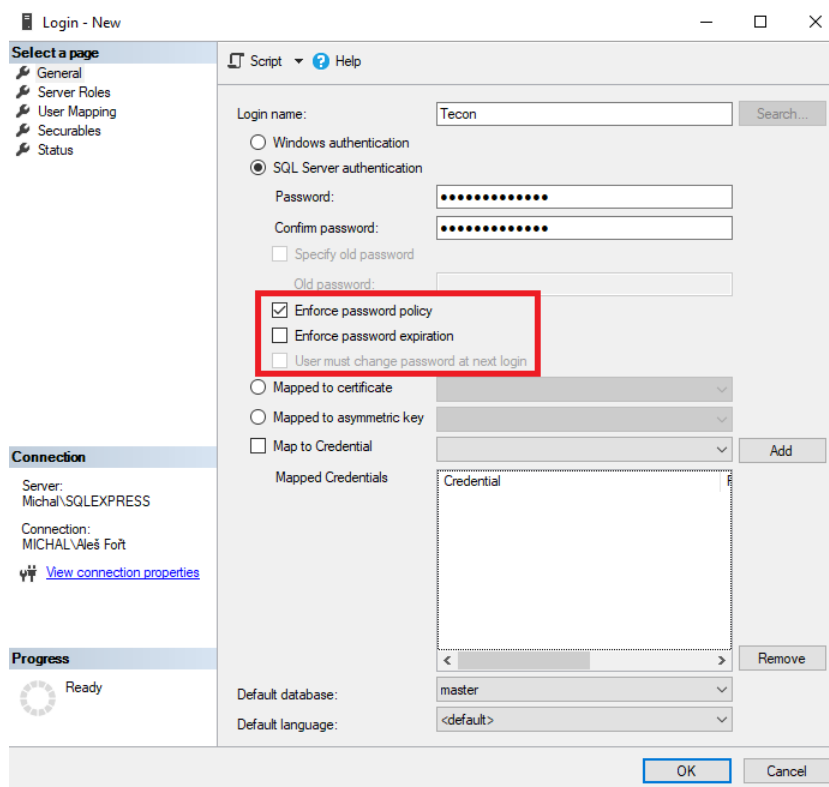 Login - New
Select a page
General
Server Roles
User Mapping
Securables
Status
Script Help
Login name: Tecon Search...
Windows authentication
SQL Server authentication
Password: •••••••••••••
Confirm password: •••••••••••••
Specify old password
Old password:
Enforce password policy
Enforce password expiration
User must change password at next login
Mapped to certificate
Mapped to asymmetric key
Map to Credential Add
Mapped Credentials Credential
Remove
Default database: master
Default language: <default>
Connection
Server:
Michal\SQLEXPRESS
Connection:
MICHAL\Aleš Fořt
View connection properties
Progress
Ready
OK Cancel